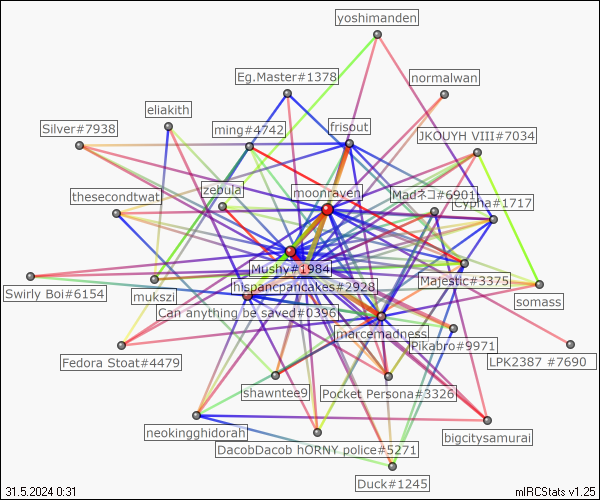 yoshimanden
Eg.Master#1378
normalwan
eliakith
Silver#7938
ming#4742
frisout
JKOUYH VIII#7034
zebula
moonraven
thesecondtwat
Madネコ#6901
Cypha#1717
Mushy#1984
Majestic#3375
hispancpancakes#2928
Swirly Boi#6154
mukszi
somass
Can anything be saved#0396
marcemadness
Pikabro#9971
Fedora Stoat#4479
LPK2387 #7690
shawntee9
Pocket Persona#3326
neokingghidorah
bigcitysamurai
DacobDacob hORNY police#5271
Duck#1245
31.5.2024 0:31
mIRCStats v1.25